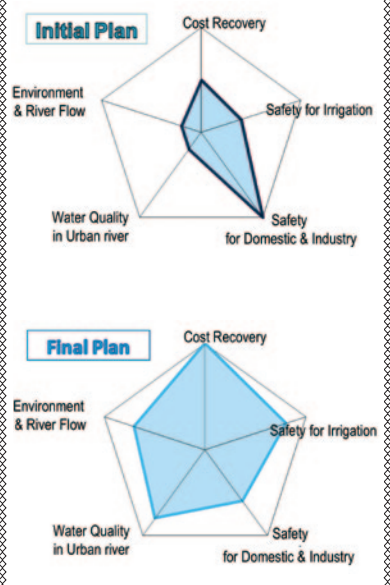 Initial Plan
Cost Recovery
Environment
& River Flow
Safety for Irrigation
Water Quality
in Urban river
Safety
for Domestic & Industry
Final Plan
Cost Recovery
Environment
& River Flow
Safety for Irrigation
Water Quality
in Urban river
Safety
for Domestic & Industry